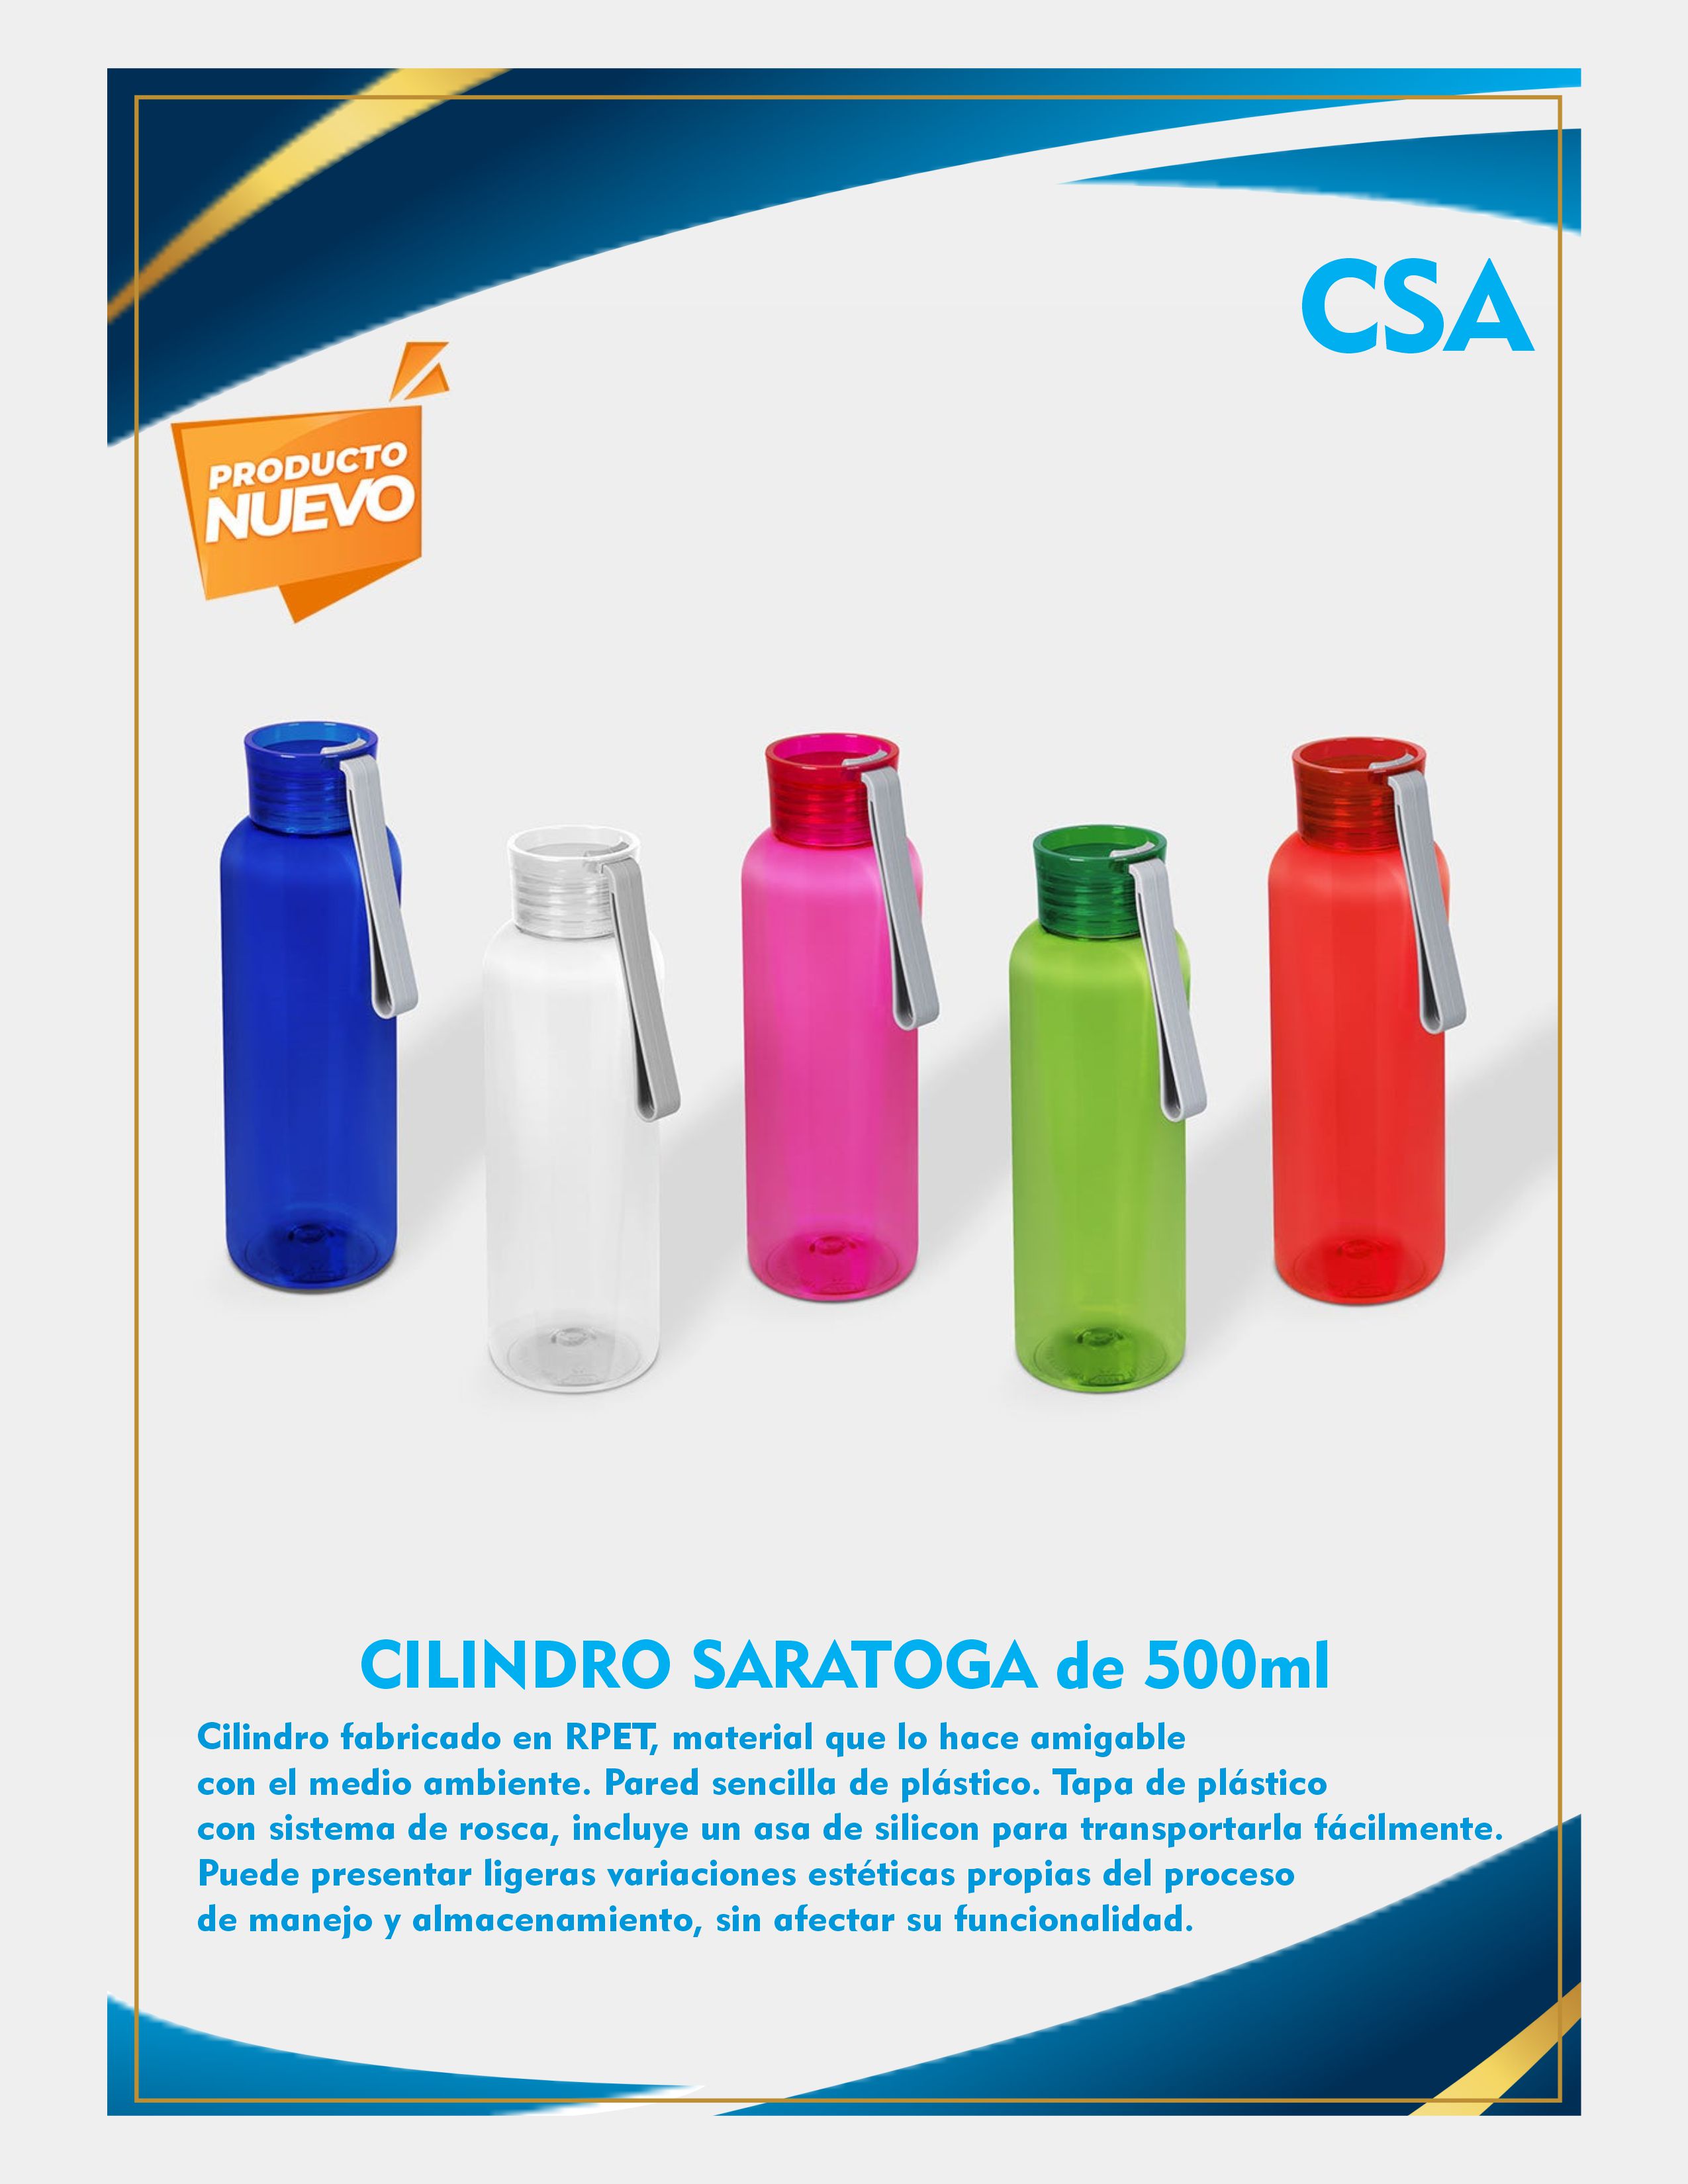 CSA
PRODUCTO
NUEVO
CILINDRO SARATOGA de 500ml
Cilindro fabricado en RPET, material que lo hace amigable
con el medio ambiente. Pared sencilla de plástico. Tapa de plástico
con sistema de rosca, incluye un asa de silicon para transportarla fácilmente.
Puede presentar ligeras variaciones estéticas propias del proceso
de manejo y almacenamiento, sin afectar su funcionalidad.